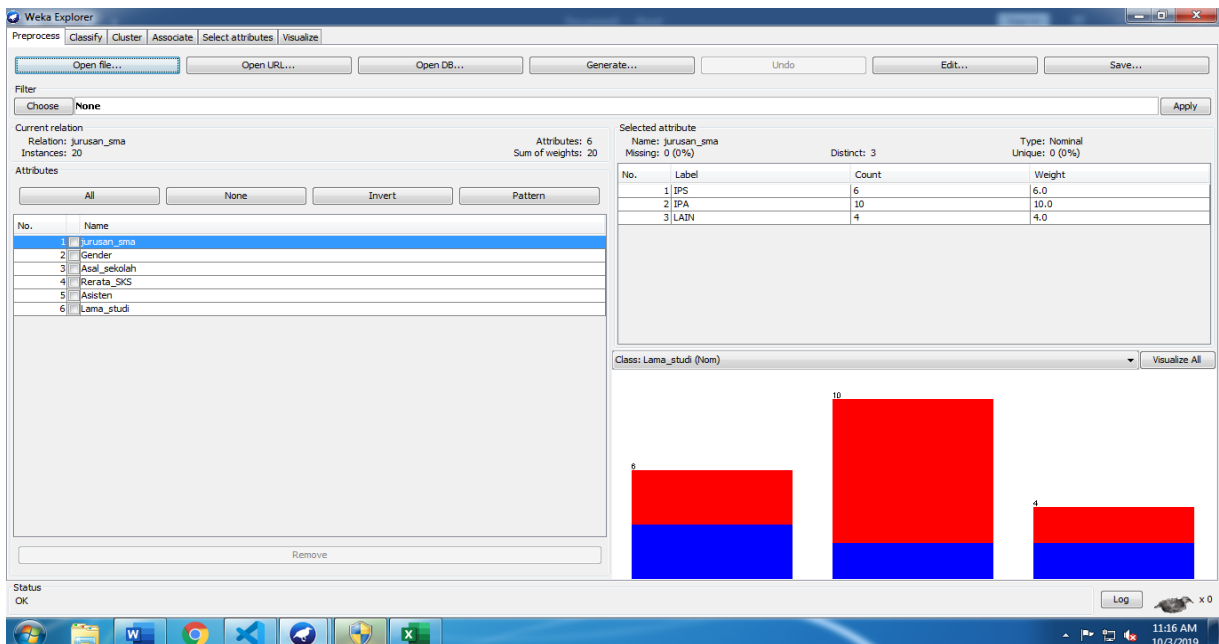 Weka Explorer
Preprocess Classify Cluster Associate Select attributes Visualize
Open file... Open URL... Open DB... Generate... Undo Edit... Save...
Filter
Choose None Apply
Current relation
Relation: jurusan_sma Attributes: 6
Instances: 20 Sum of weights: 20
Attributes
All None Invert Pattern
No. Name
1 jurusan_sma
2 Gender
3 Asal_sekolah
4 Rerata_SKS
5 Asisten
6 Lama_studi
Remove
Selected attribute
Name: jurusan_sma Type: Nominal
Missing: 0 (0%) Distinct: 3 Unique: 0 (0%)
No. Label Count Weight
1 IPS 6 6.0
2 IPA 10 10.0
3 LAIN 4 4.0
Class: Lama_studi (Nom) Visualize All
10
6
4
Status
OK
Log x 0
11:16 AM
10/3/2019